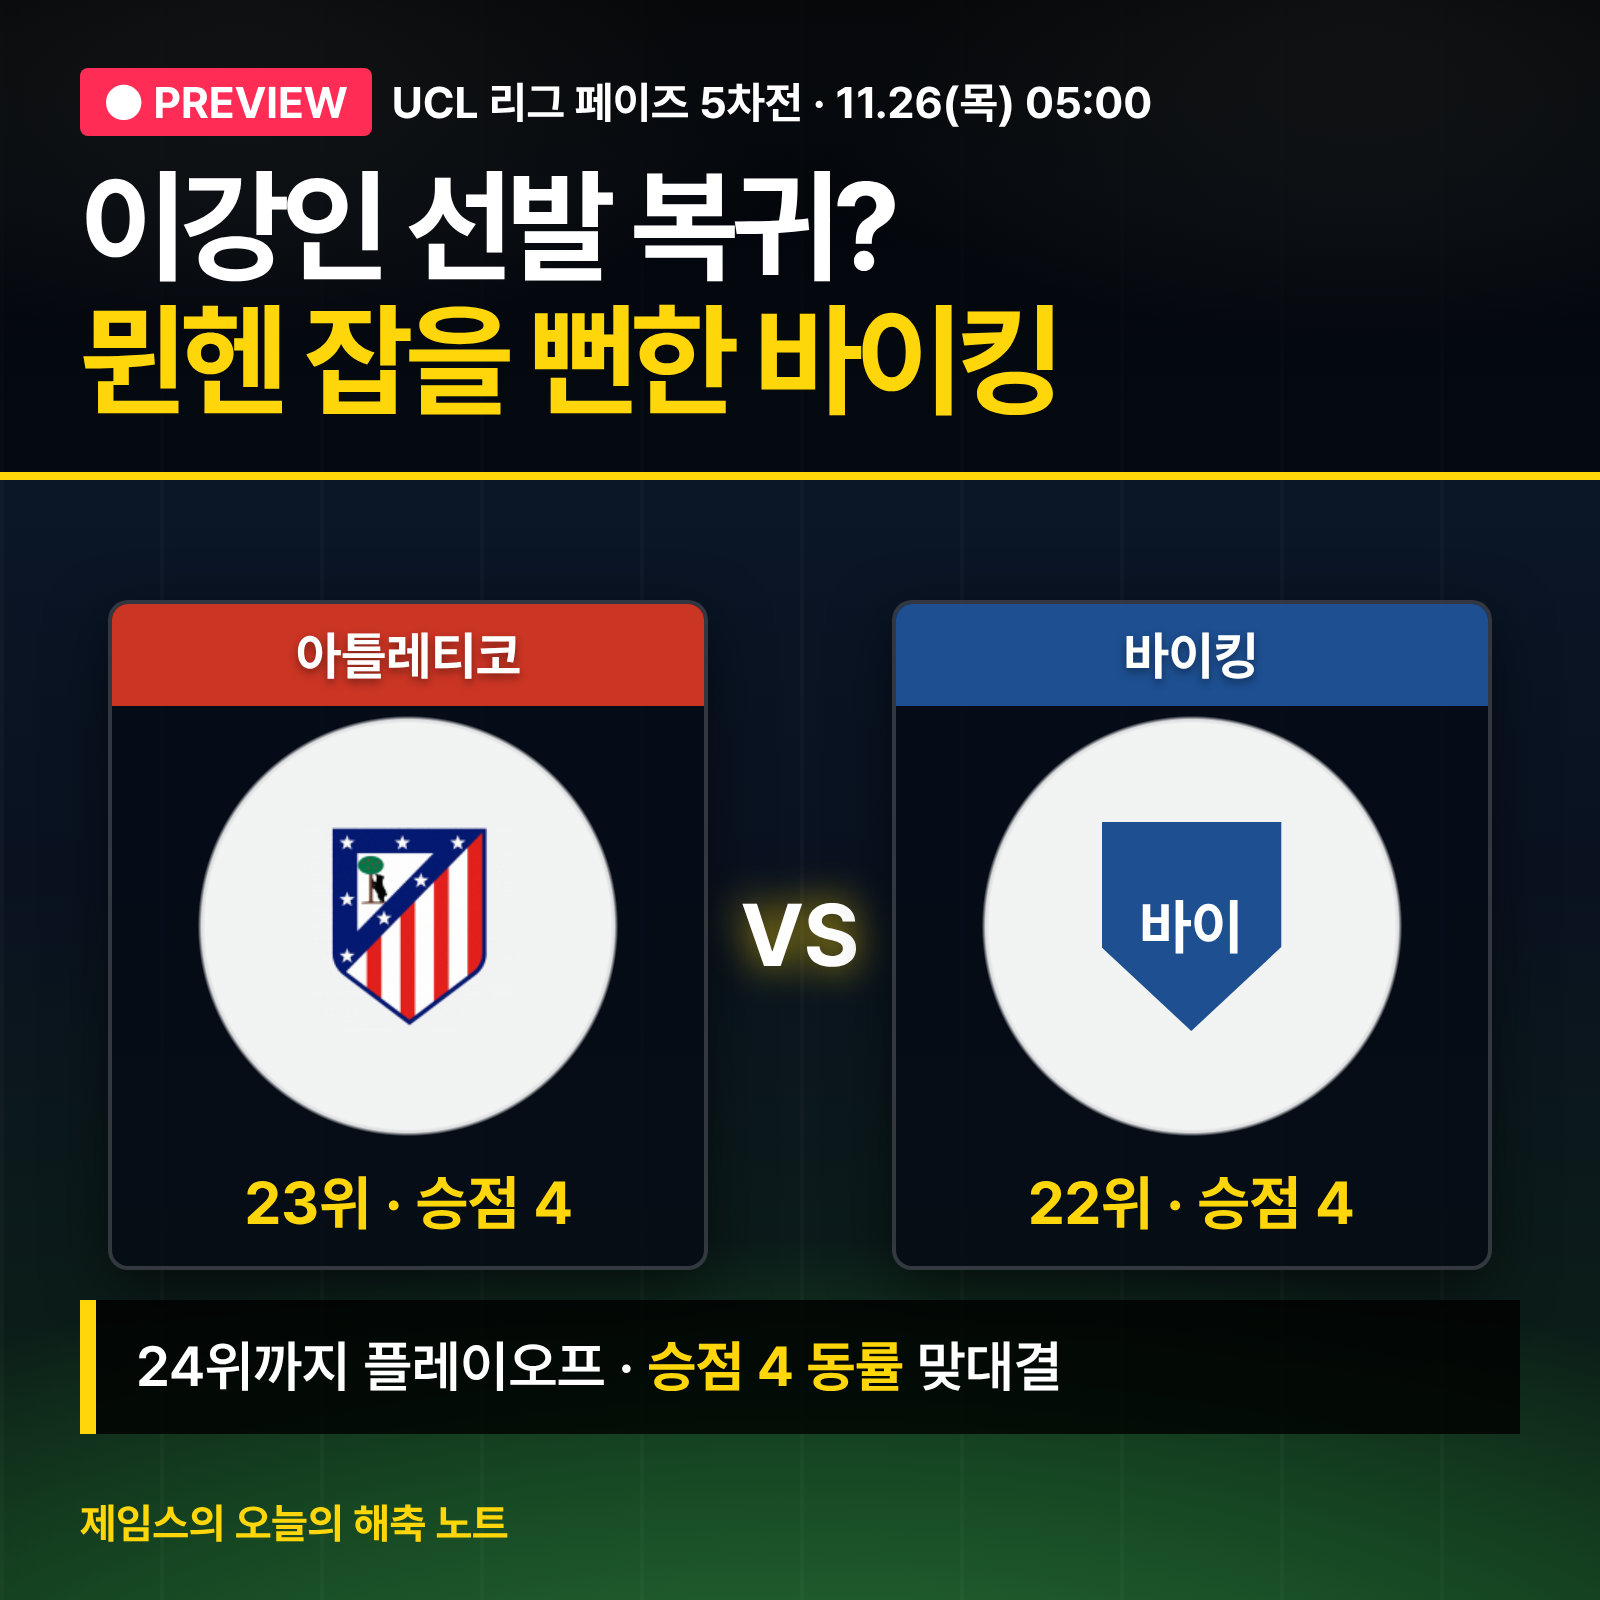 PREVIEW UCL 리그 페이즈 5차전 · 11.26(목) 05:00
이강인 선발 복귀?
뮌헨 잡을 뻔한 바이킹
아틀레티코
바이킹
바이
VS
23위 · 승점 4
22위 · 승점 4
24위까지 플레이오프 · 승점 4 동률 맞대결
제임스의 오늘의 해축 노트